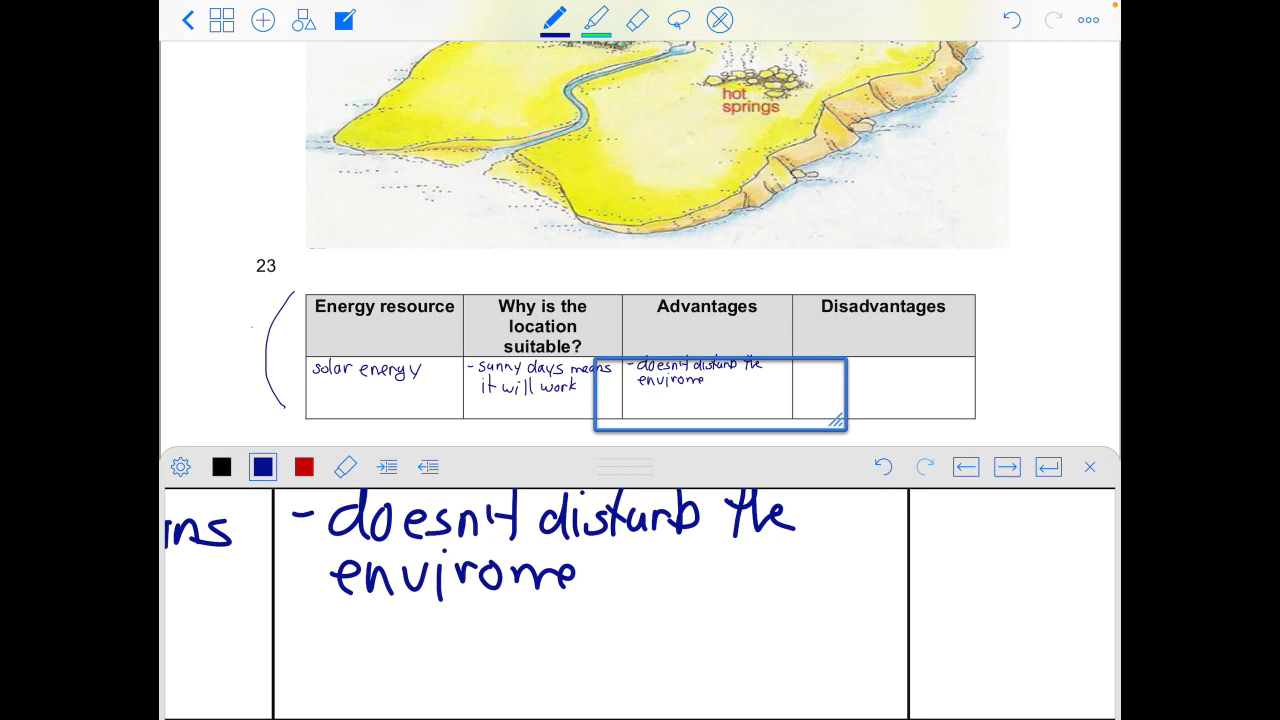 hot
springs
23
Energy resource
Why is the
location
suitable?
Advantages
Disadvantages
solar energy
- sunny days means
it will work
- doesn't disturb the
envirome
ns
- doesn't disturb the
envirome